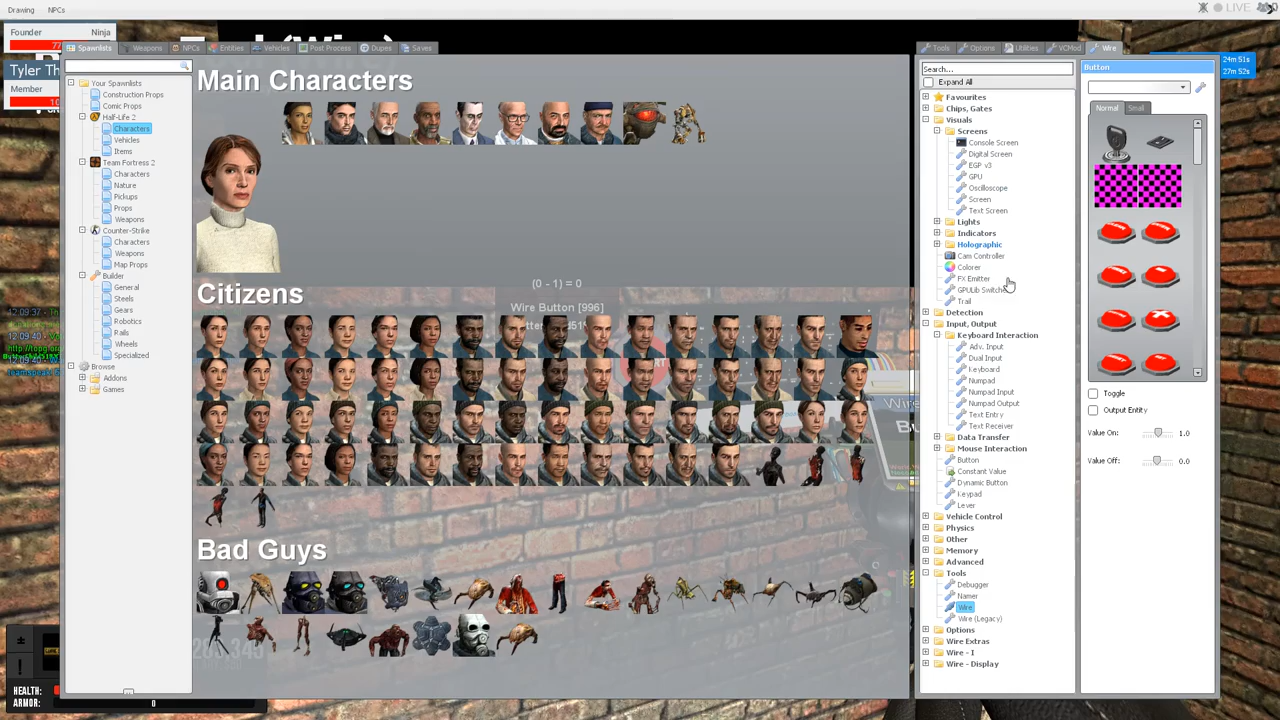 Drawing NPCs
LIVE
Founder Ninja
Spawnlists Weapons NPCs Entities Vehicles Post Process Dupes Saves
Tools Options Utilities VCMod Wire
24m 51s
27m 52s
Tyler Th
Member
Your Spawnlists
Construction Props
Comic Props
Half-Life 2
Characters
Vehicles
Items
Team Fortress 2
Characters
Nature
Pickups
Props
Weapons
Counter-Strike
Characters
Weapons
Map Props
Builder
General
Steels
Gears
Robotics
Rails
Wheels
Specialized
Browse
Addons
Games
Main Characters
Citizens
Bad Guys
(0 - 1) = 0
Wire Button [996]
Search...
Expand All
Favourites
Chips, Gates
Visuals
Screens
Console Screen
Digital Screen
EGP v3
GPU
Oscilloscope
Screen
Text Screen
Lights
Indicators
Holographic
Cam Controller
Colorer
FX Emitter
GPULib Switcher
Trail
Detection
Input, Output
Keyboard Interaction
Adv. Input
Dual Input
Keyboard
Numpad
Numpad Input
Numpad Output
Text Entry
Text Receiver
Data Transfer
Mouse Interaction
Button
Constant Value
Dynamic Button
Keypad
Lever
Vehicle Control
Physics
Other
Memory
Advanced
Tools
Debugger
Namer
Wire
Wire (Legacy)
Options
Wire Extras
Wire - I
Wire - Display
Button
Normal Small
Toggle
Output Entity
Value On: 1.0
Value Off: 0.0
HEALTH:
ARMOR: 0